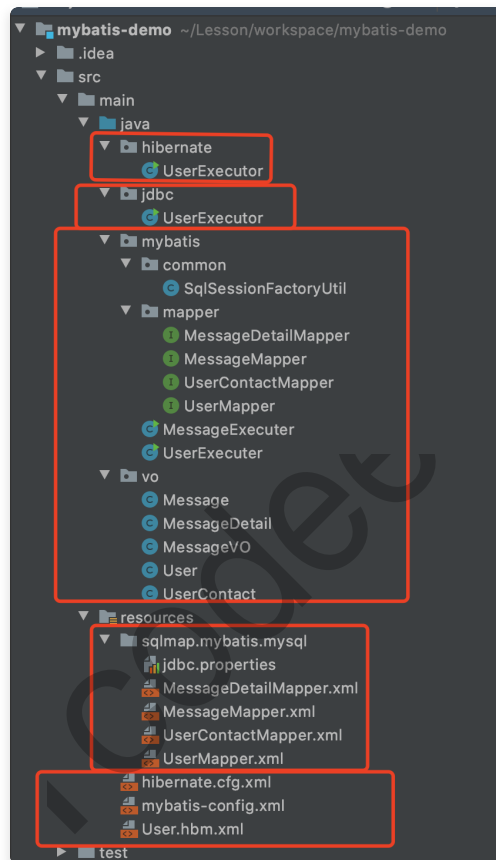 mybatis-demo ~/Lesson/workspace/mybatis-demo
.idea
src
main
java
hibernate
UserExecutor
jdbc
UserExecutor
mybatis
common
SqlSessionFactoryUtil
mapper
MessageDetailMapper
MessageMapper
UserContactMapper
UserMapper
MessageExecuter
UserExecuter
vo
Message
MessageDetail
MessageVO
User
UserContact
resources
sqlmap.mybatis.mysql
jdbc.properties
MessageDetailMapper.xml
MessageMapper.xml
UserContactMapper.xml
UserMapper.xml
hibernate.cfg.xml
mybatis-config.xml
User.hbm.xml
test